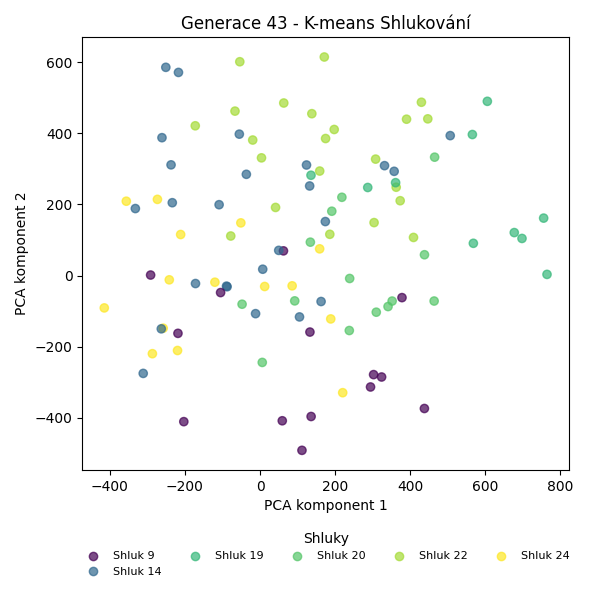 Generace 43 - K-means Shlukování
PCA komponent 2
600
400
200
0
−200
−400
−400 −200 0 200 400 600 800
PCA komponent 1
Shluky
Shluk 9 Shluk 19 Shluk 20 Shluk 22 Shluk 24
Shluk 14